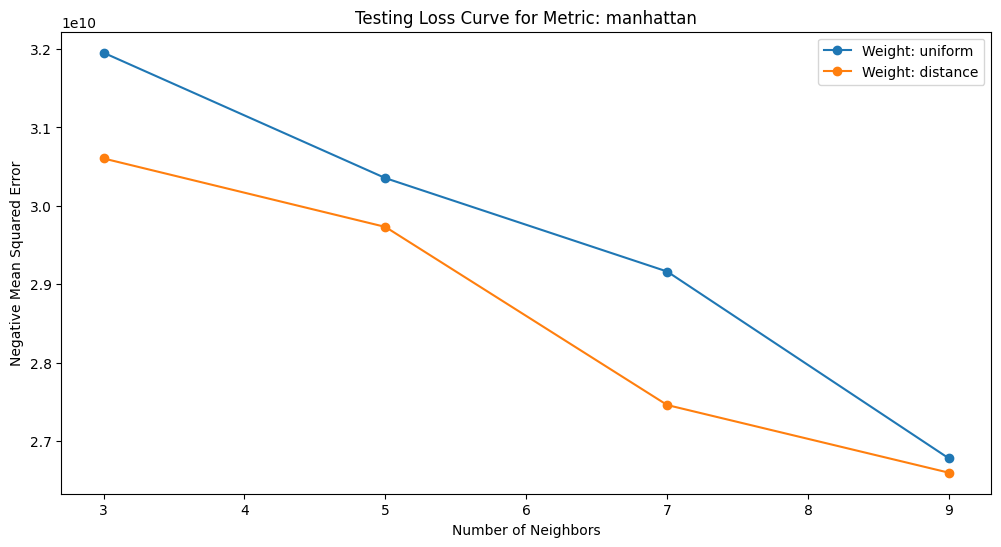 Testing Loss Curve for Metric: manhattan
1e10
Weight: uniform
Weight: distance
Negative Mean Squared Error
3.2
3.1
3.0
2.9
2.8
2.7
3 4 5 6 7 8 9
Number of Neighbors